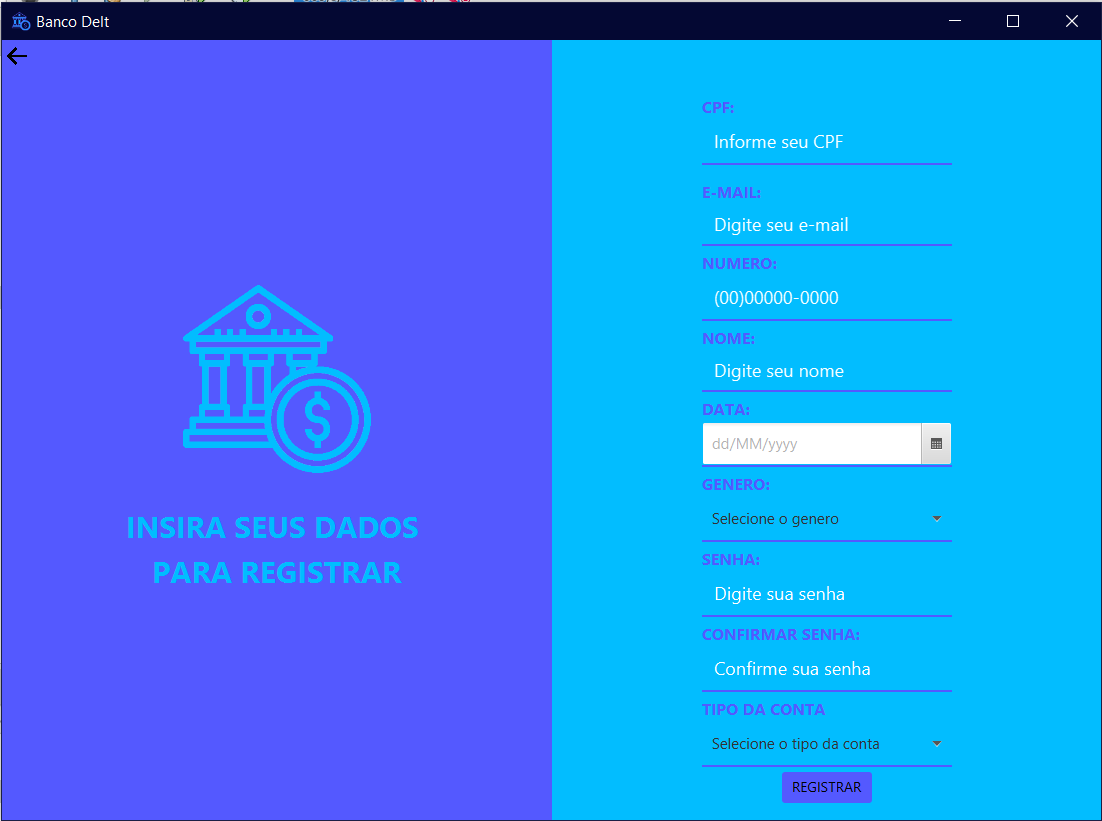 Banco Delt
INSIRA SEUS DADOS
PARA REGISTRAR
CPF:
Informe seu CPF
E-MAIL:
Digite seu e-mail
NUMERO:
(00)00000-0000
NOME:
Digite seu nome
DATA:
dd/MM/yyyy
GENERO:
Selecione o genero
SENHA:
Digite sua senha
CONFIRMAR SENHA:
Confirme sua senha
TIPO DA CONTA
Selecione o tipo da conta
REGISTRAR